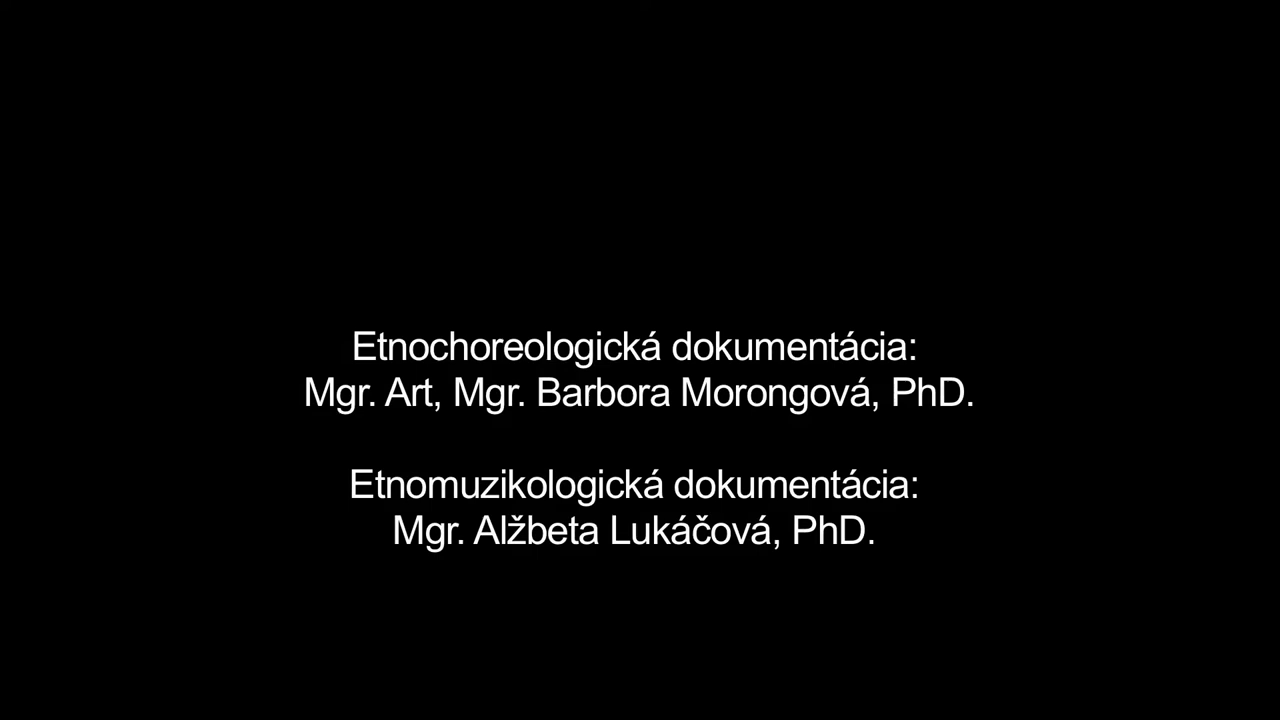 Etnochoreologická dokumentácia:
Mgr. Art, Mgr. Barbora Morongová, PhD.
Etnomuzikologická dokumentácia:
Mgr. Alžbeta Lukáčová, PhD.